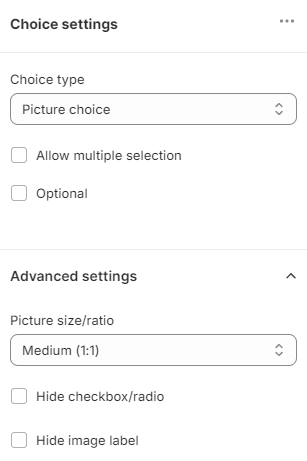 Choice settings
Choice type
Picture choice
Allow multiple selection
Optional
Advanced settings
Picture size/ratio
Medium (1:1)
Hide checkbox/radio
Hide image label